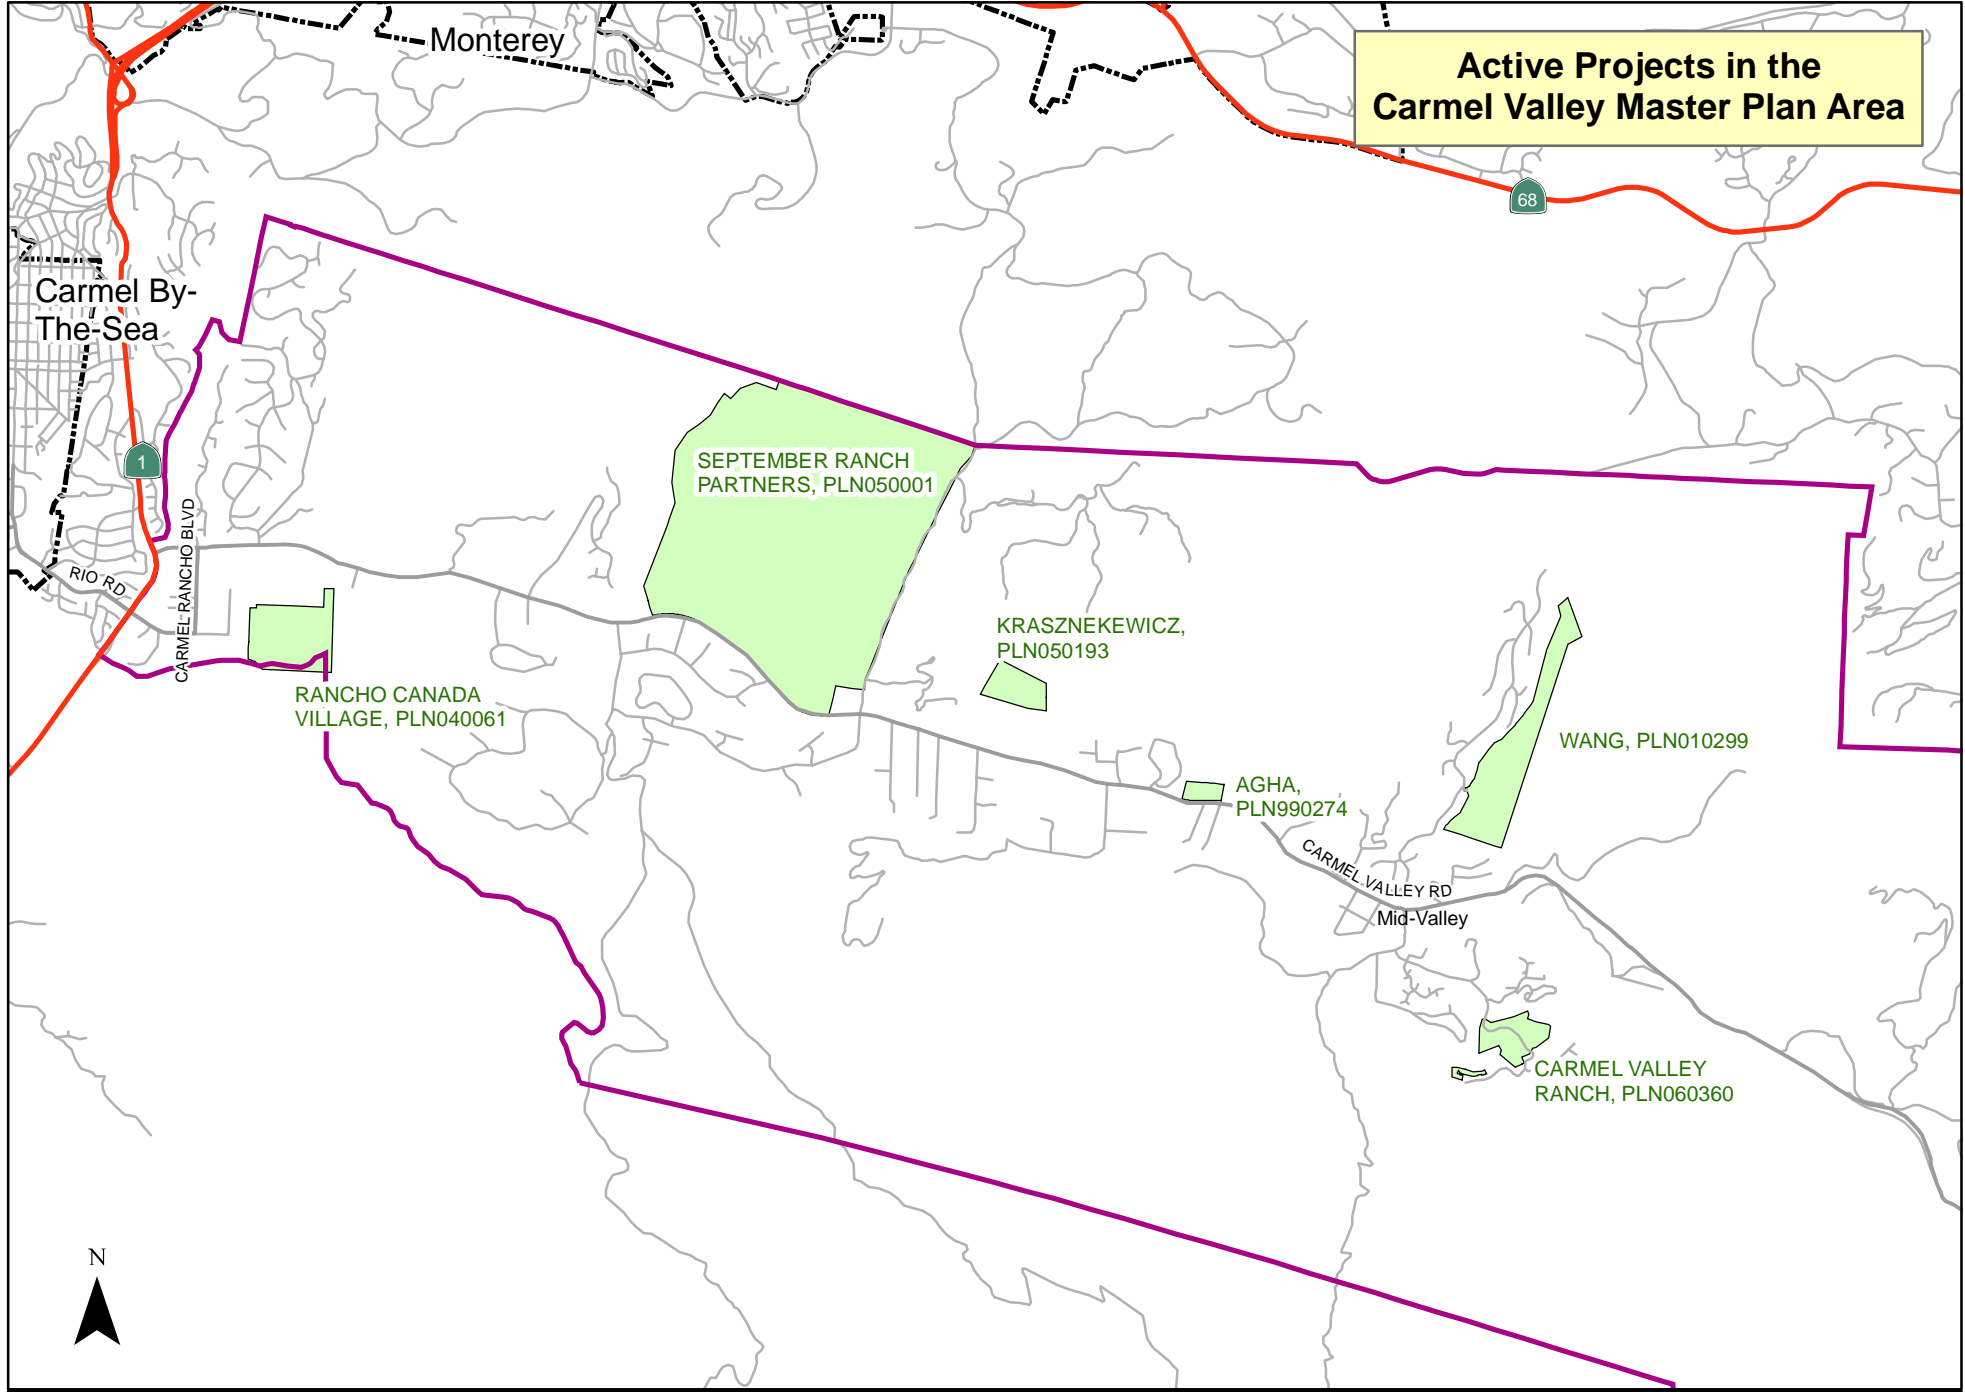 Monterey
Active Projects in the
Carmel Valley Master Plan Area
68
Carmel By-
The-Sea
1
SEPTEMBER RANCH
PARTNERS, PLN050001
CARMEL RANCHO BLVD
RIO RD
KRASZNEKEWICZ,
PLN050193
RANCHO CANADA
VILLAGE, PLN040061
WANG, PLN010299
AGHA,
PLN990274
CARMEL VALLEY RD
Mid-Valley
CARMEL VALLEY
RANCH, PLN060360
N